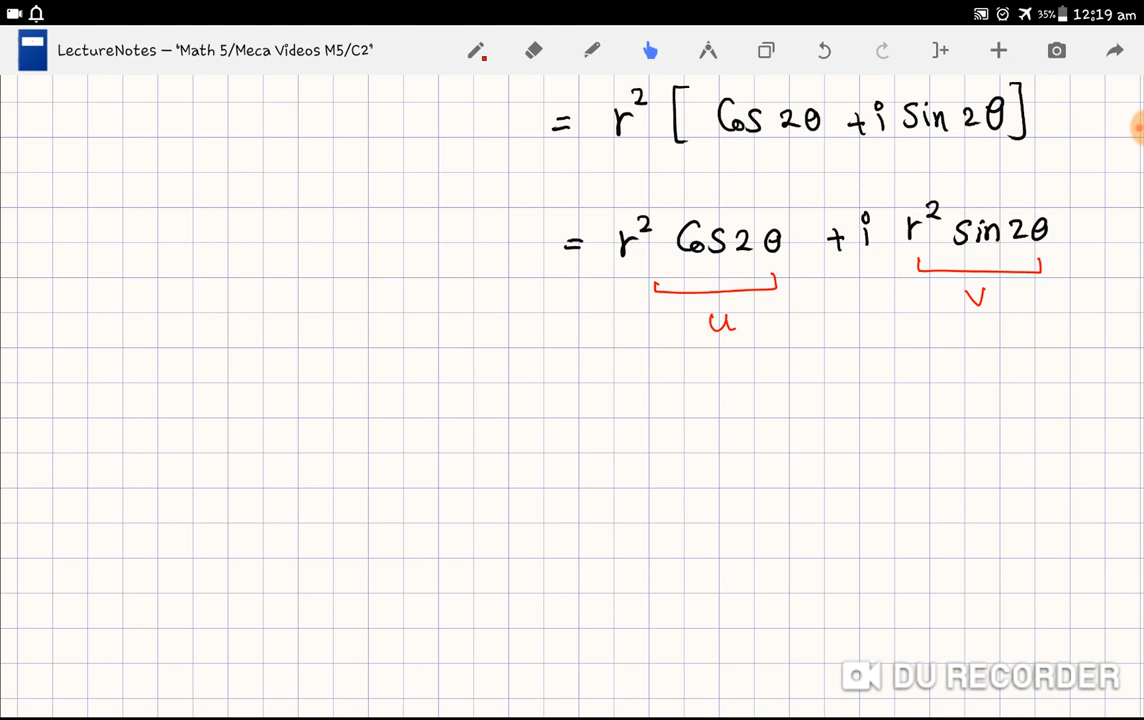 35% 12:19 am
LectureNotes – ‘Math 5/Meca Videos M5/C2’
= r² [ Cos 2θ + i Sin 2θ ]
= r² Cos 2θ + i r² Sin 2θ
u
v
DU RECORDER